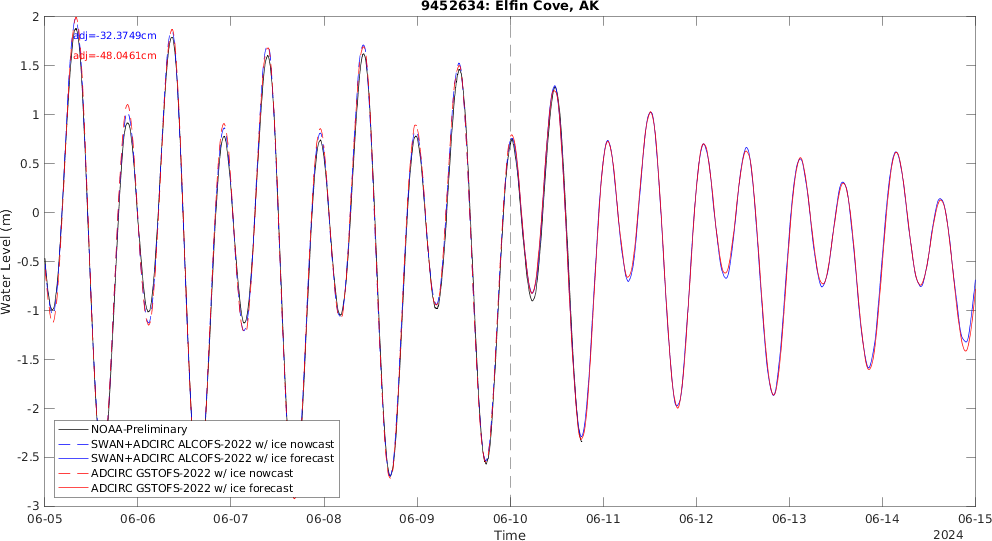 9452634: Elfin Cove, AK
adj=-32.3749cm
adj=-48.0461cm
Water Level (m)
2
1.5
1
0.5
0
-0.5
-1
-1.5
-2
-2.5
-3
NOAA-Preliminary
SWAN+ADCIRC ALCOFS-2022 w/ ice nowcast
SWAN+ADCIRC ALCOFS-2022 w/ ice forecast
ADCIRC GSTOFS-2022 w/ ice nowcast
ADCIRC GSTOFS-2022 w/ ice forecast
06-05 06-06 06-07 06-08 06-09 06-10 06-11 06-12 06-13 06-14 06-15
Time
2024